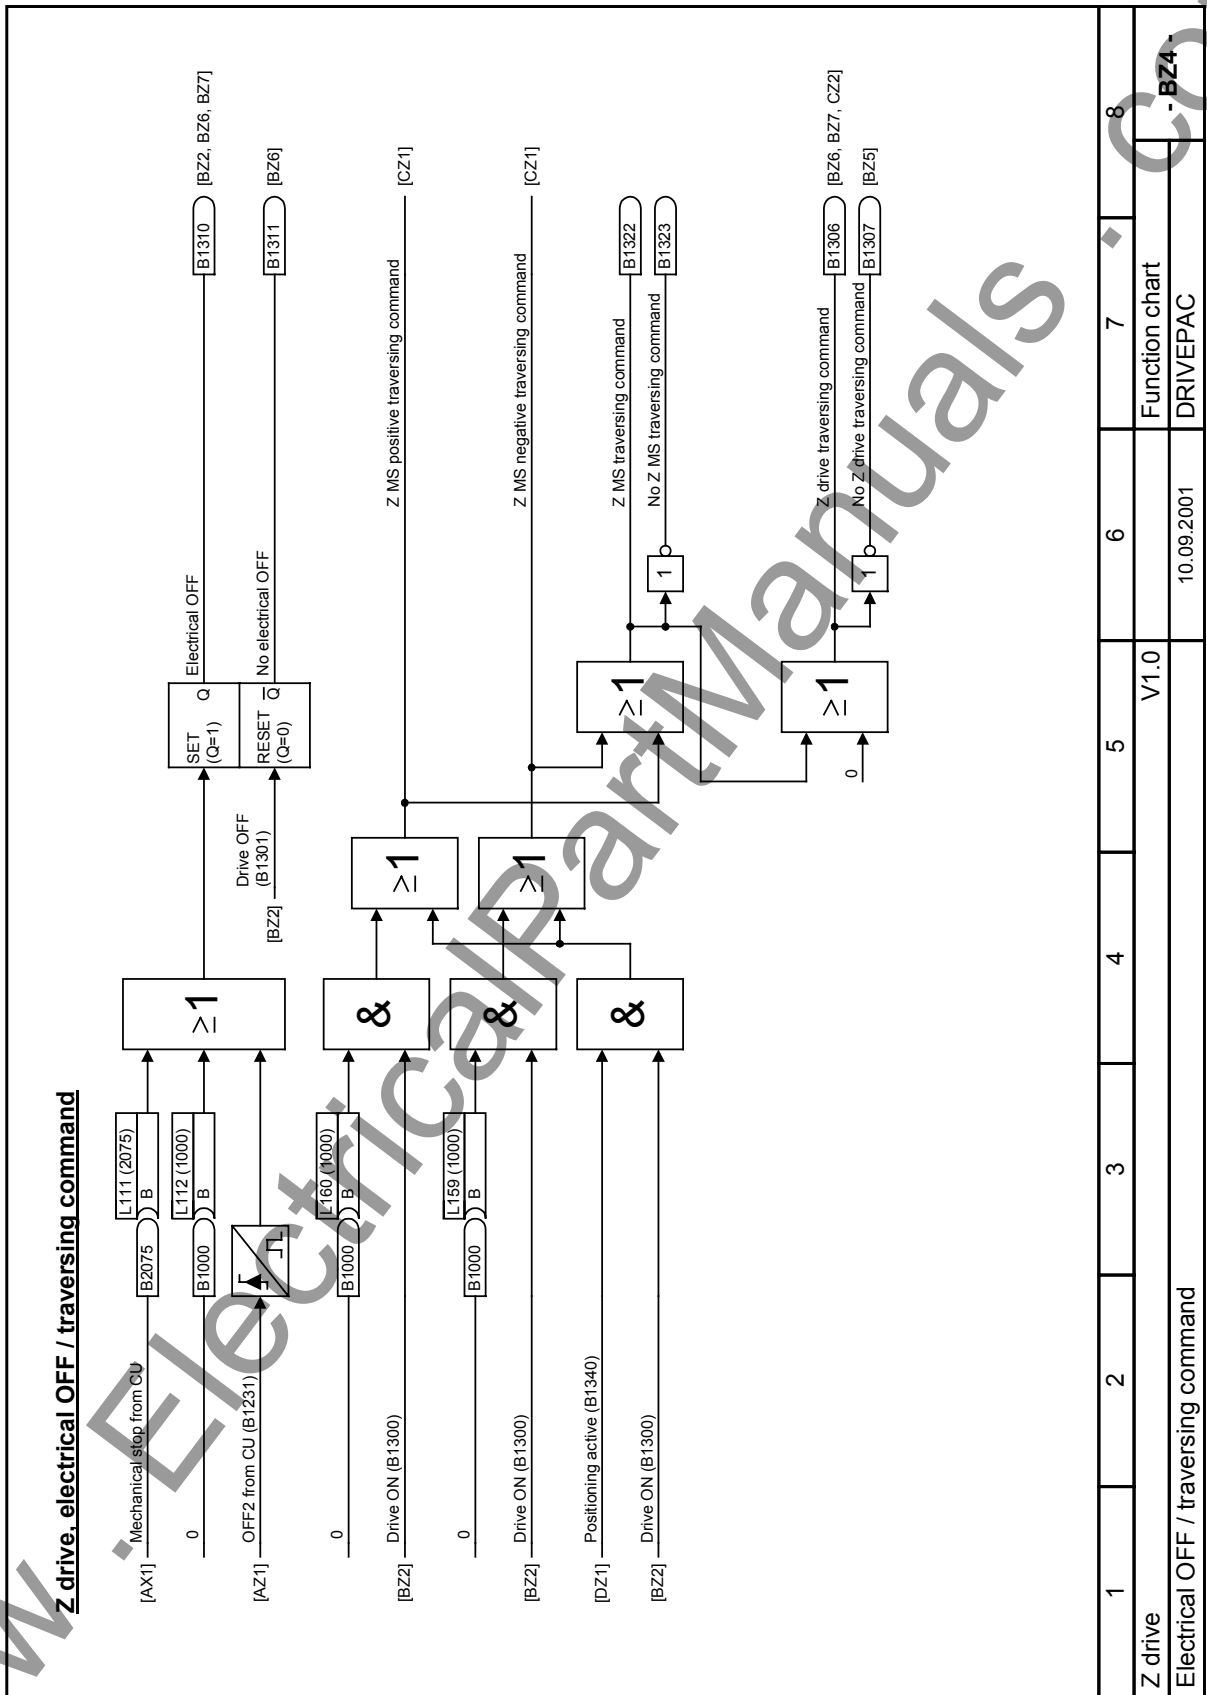 Z drive, electrical OFF / traversing command
[AX1] Mechanical stop from CU B2075 L111 (2075) B
0 B1000 L112 (1000) B
≥1
[AZ1] OFF2 from CU (B1231)
SET (Q=1) Q Electrical OFF B1310 [BZ2, BZ6, BZ7]
[BZ2] Drive OFF (B1301)
RESET (Q=0) Q No electrical OFF B1311 [BZ6]
0 B1000 L160 (1000) B
&
≥1
[BZ2] Drive ON (B1300)
Z MS positive traversing command [CZ1]
0 B1000 L159 (1000) B
&
≥1
[BZ2] Drive ON (B1300)
Z MS negative traversing command [CZ1]
[DZ1] Positioning active (B1340)
&
[BZ2] Drive ON (B1300)
≥1
Z MS traversing command B1322
1
No Z MS traversing command B1323
≥1
0
Z drive traversing command B1306 [BZ6, BZ7, CZ2]
1
No Z drive traversing command B1307 [BZ5]
1 2 3 4 5 6 7 8
Z drive V1.0 Function chart - BZ4 -
Electrical OFF / traversing command 10.09.2001 DRIVEPAC
w . ElectricalPartManuals . co